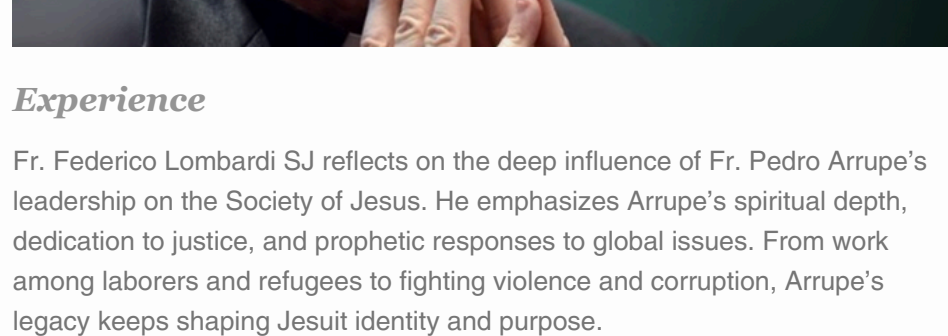 Experience
Fr. Federico Lombardi SJ reflects on the deep influence of Fr. Pedro Arrupe’s
leadership on the Society of Jesus. He emphasizes Arrupe’s spiritual depth,
dedication to justice, and prophetic responses to global issues. From work
among laborers and refugees to fighting violence and corruption, Arrupe’s
legacy keeps shaping Jesuit identity and purpose.